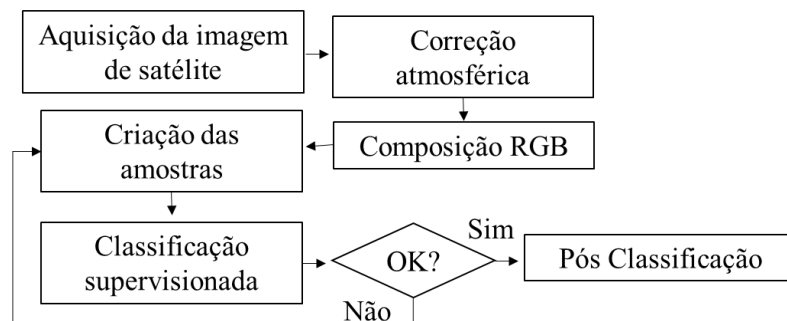 Aquisição da imagem
de satélite
Correção
atmosférica
Composição RGB
Criação das
amostras
Classificação
supervisionada
OK?
Sim
Pós Classificação
Não